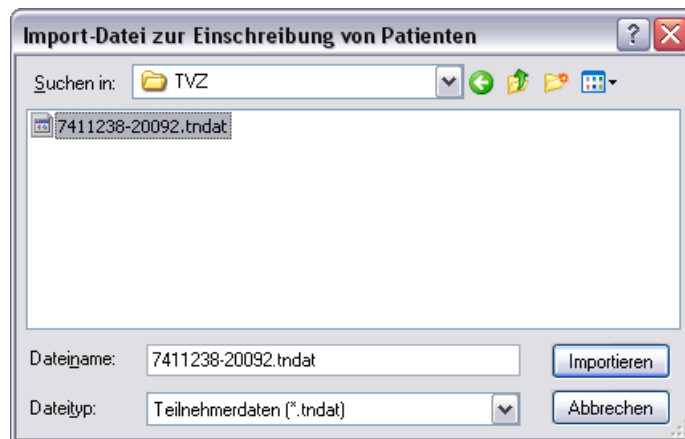 Import-Datei zur Einschreibung von Patienten
Suchen in: TVZ
7411238-20092.tndat
Dateiname: 7411238-20092.tndat Importieren
Dateityp: Teilnehmerdaten (*.tndat) Abbrechen